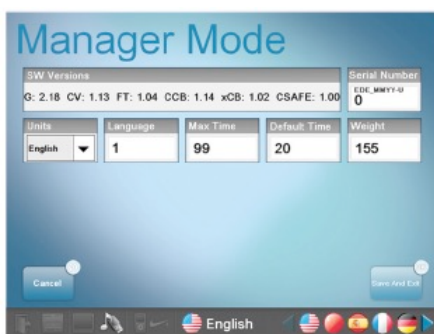 Manager Mode
SW Versions
Serial Number
G: 2.18 CV: 1.13 FT: 1.04 CCB: 1.14 xCB: 1.02 CSAFE: 1.00
EDE_MMYY-U
0
Units
Language
Max Time
Default Time
Weight
English
1
99
20
155
Cancel
Save And Exit
English